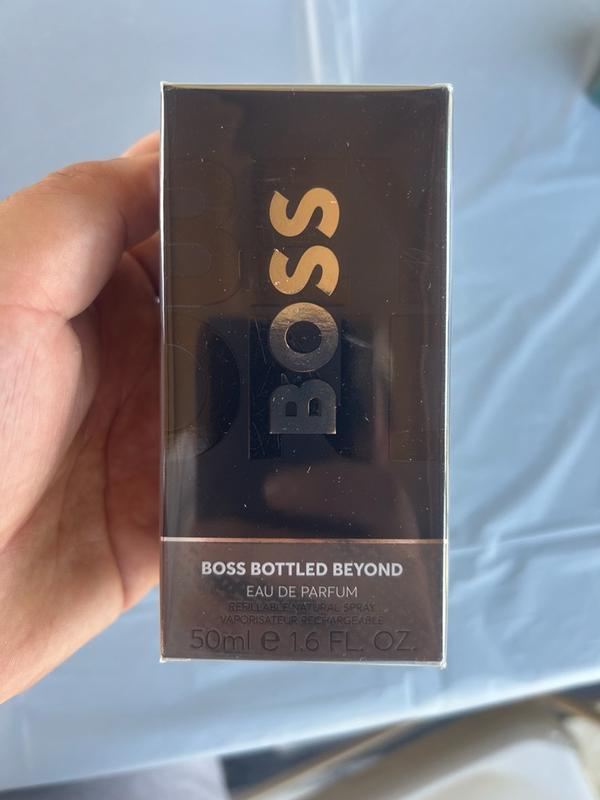 BOSS
BOSS BOTTLED BEYOND
EAU DE PARFUM
REFILLABLE NATURAL SPRAY
VAPORISATEUR RECHARGEABLE
50ml e 1.6 FL. OZ.